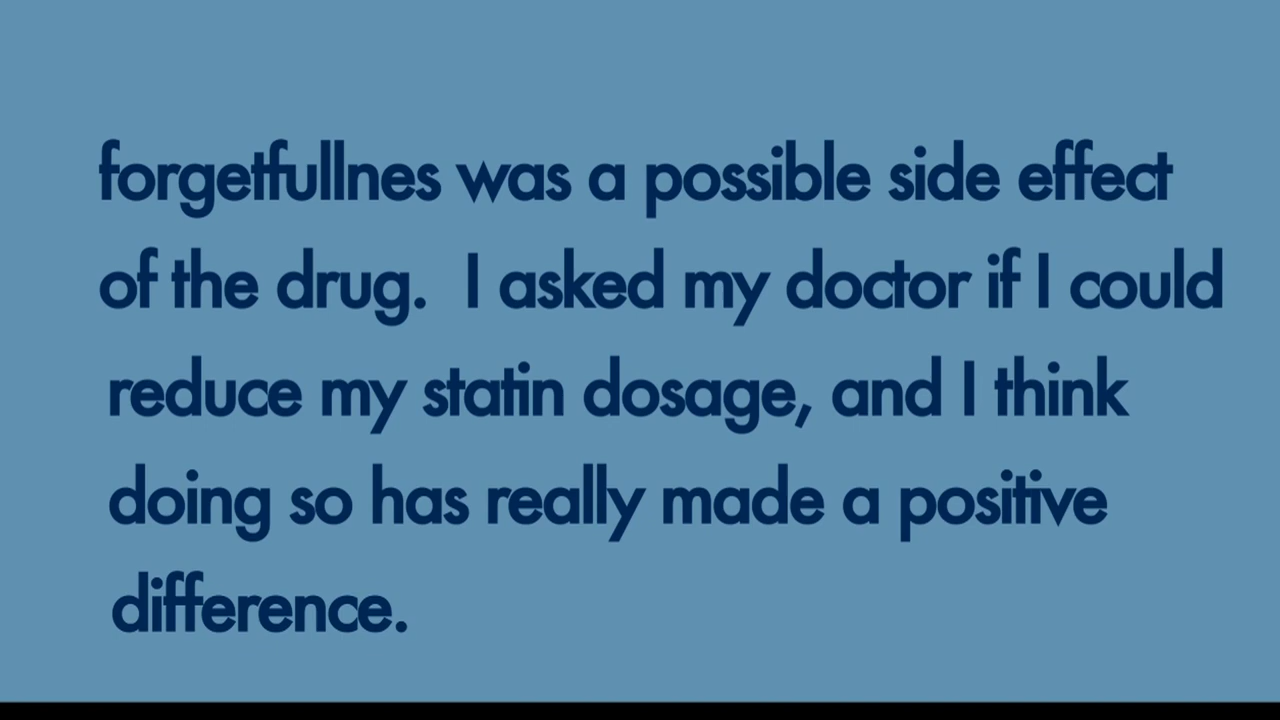 forgetfullnes was a possible side effect
of the drug.  I asked my doctor if I could
reduce my statin dosage, and I think
doing so has really made a positive
difference.